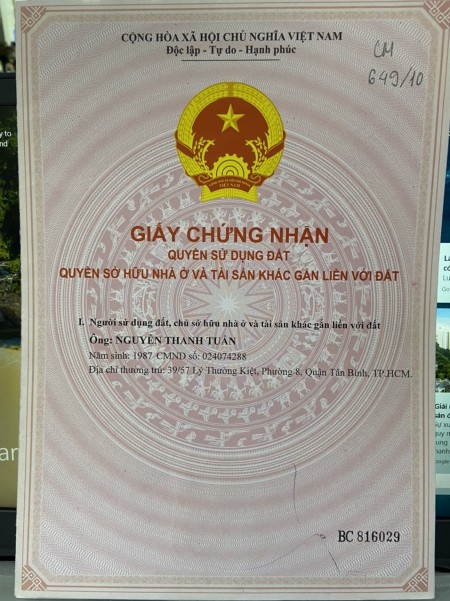 CỘNG HÒA XÃ HỘI CHỦ NGHĨA VIỆT NAM
Độc lập - Tự do - Hạnh phúc
CM
649/10
VIỆT NAM
GIẤY CHỨNG NHẬN
QUYỀN SỬ DỤNG ĐẤT
QUYỀN SỞ HỮU NHÀ Ở VÀ TÀI SẢN KHÁC GẮN LIỀN VỚI ĐẤT
I. Người sử dụng đất, chủ sở hữu nhà ở và tài sản khác gắn liền với đất
Ông: NGUYỄN THANH TUẤN
Năm sinh: 1987 CMND số: 024074288
Địa chỉ thường trú: 39/57 Lý Thường Kiệt, Phường 8, Quận Tân Bình, TP.HCM.
BC 816029